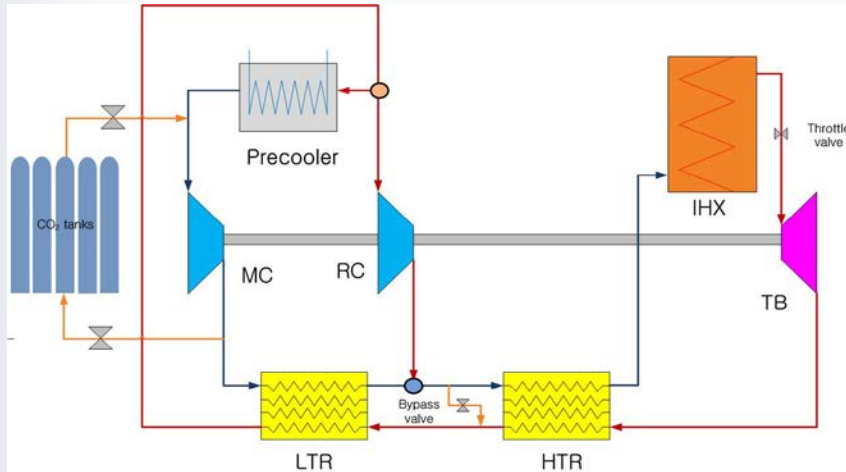 Precooler
IHX
Throttle
valve
CO₂ tanks
MC
RC
TB
Bypass
valve
LTR
HTR